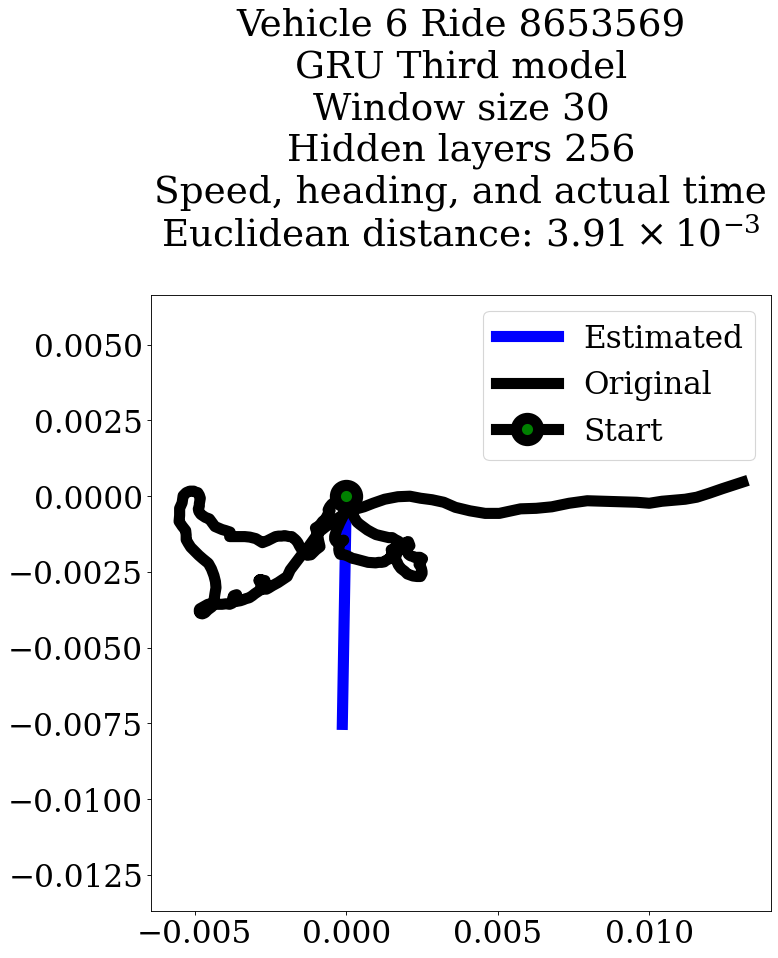 Vehicle 6 Ride 8653569
GRU Third model
Window size 30
Hidden layers 256
Speed, heading, and actual time
Euclidean distance: 3.91 × 10⁻³
Estimated
Original
Start
0.0050
0.0025
0.0000
−0.0025
−0.0050
−0.0075
−0.0100
−0.0125
−0.005 0.000 0.005 0.010